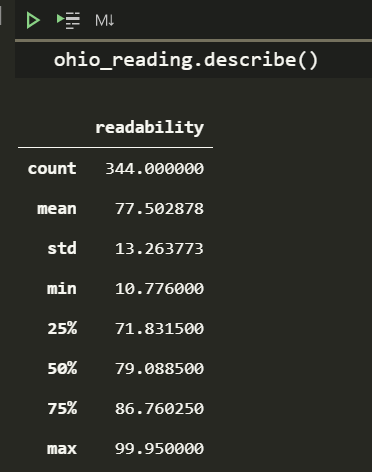 M↓
ohio_reading.describe()
readability
count 344.000000
mean 77.502878
std 13.263773
min 10.776000
25% 71.831500
50% 79.088500
75% 86.760250
max 99.950000